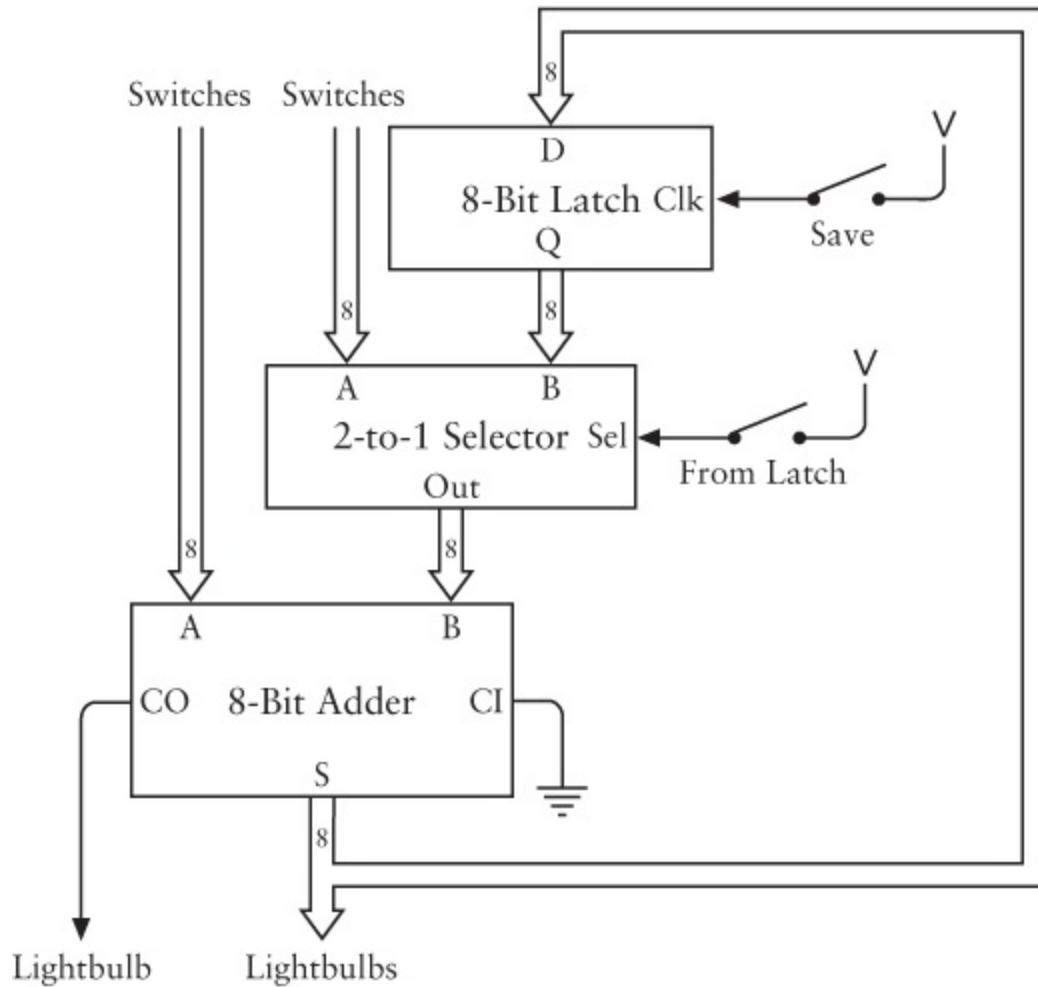 8
Switches Switches
D
8-Bit Latch Clk
Q
V
Save
8
8
A B
2-to-1 Selector Sel
Out
V
From Latch
8
8
A B
CO 8-Bit Adder CI
S
8
Lightbulb Lightbulbs